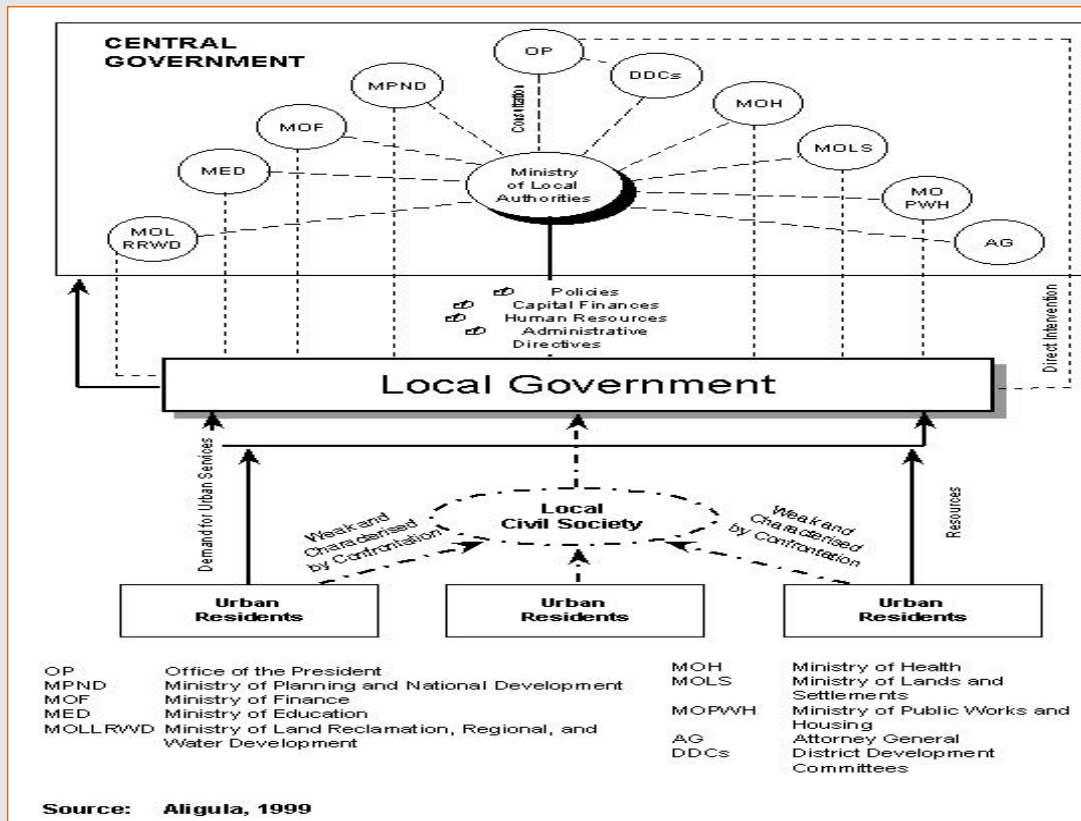 CENTRAL
GOVERNMENT
OP
DDCs
MPND
MOH
MOF
MOLS
MED
MO
PWH
MOL
RRWD
AG
Consultation
Ministry
of Local
Authorities
Policies
Capital Finances
Human Resources
Administrative
Directives
Direct Intervention
Local Government
Demand for Urban Services
Weak and
Characterised
by Confrontation
Local
Civil Society
Weak and
Characterised
by Confrontation
Resources
Urban
Residents
Urban
Residents
Urban
Residents
OP Office of the President
MPND Ministry of Planning and National Development
MOF Ministry of Finance
MED Ministry of Education
MOLLRWD Ministry of Land Reclamation, Regional, and
Water Development
MOH Ministry of Health
MOLS Ministry of Lands and
Settlements
MOPWH Ministry of Public Works and
Housing
AG Attorney General
DDCs District Development
Committees
Source: Aligula, 1999